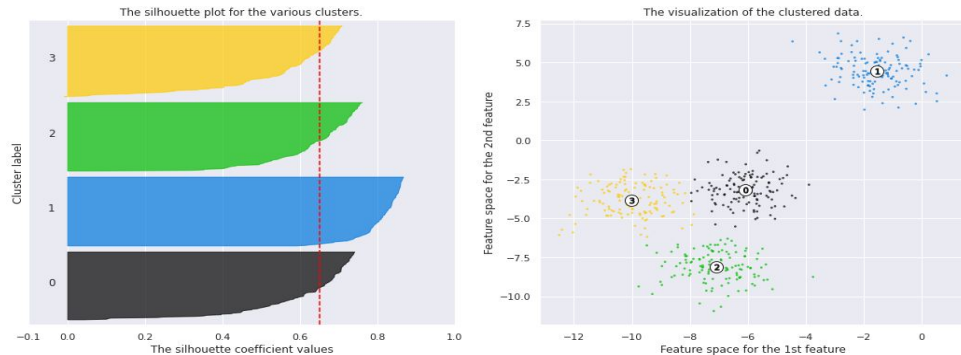 The silhouette plot for the various clusters.
Cluster label
3
2
1
0
−0.1 0.0 0.2 0.4 0.6 0.8 1.0
The silhouette coefficient values
The visualization of the clustered data.
Feature space for the 2nd feature
7.5
5.0
2.5
0.0
−2.5
−5.0
−7.5
−10.0
1
0
3
2
−12 −10 −8 −6 −4 −2 0
Feature space for the 1st feature